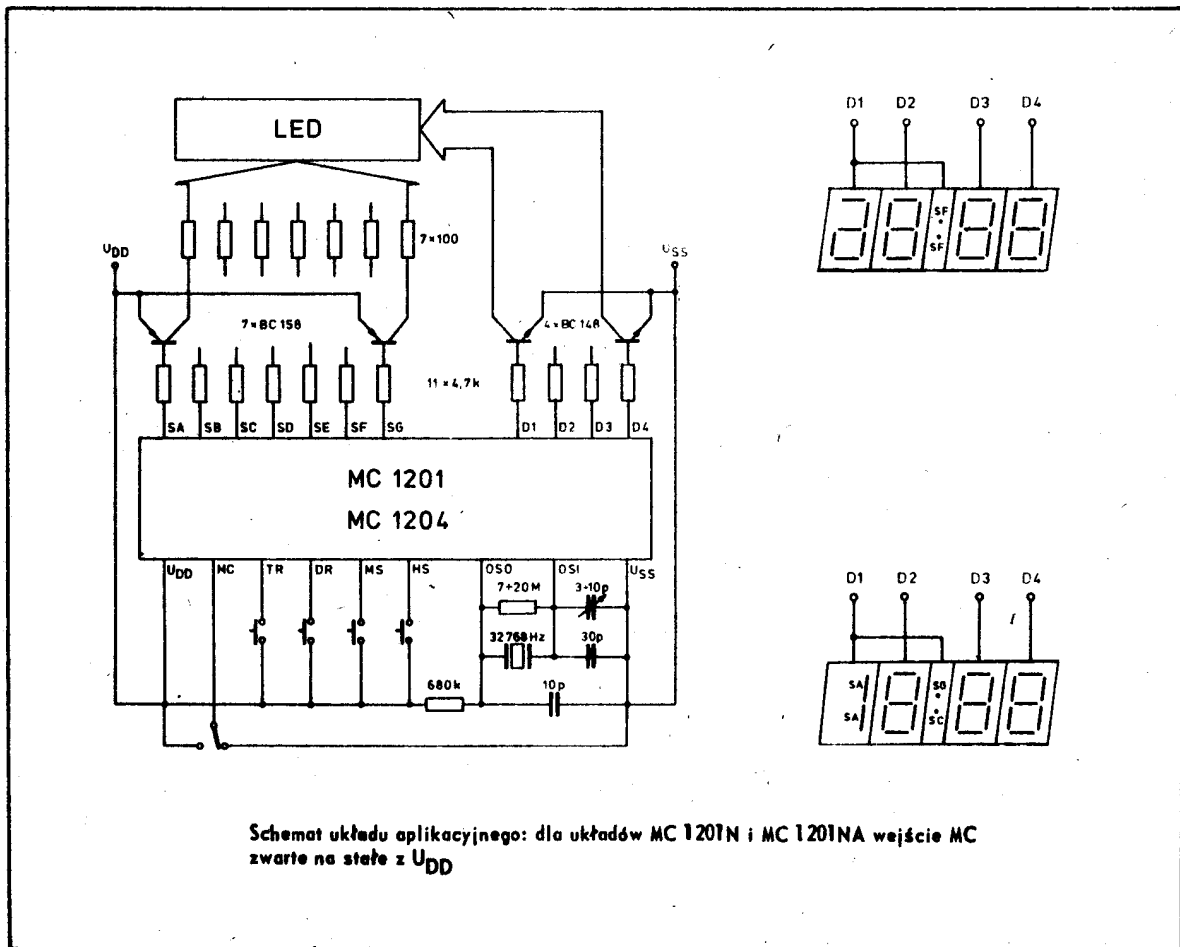 LED
7×100
UDD
USS
7×BC 158
4×BC 148
11×4,7k
SA SB SC SD SE SF SG D1 D2 D3 D4
MC 1201
MC 1204
UDD MC TR DR MS HS OSO OSI USS
7÷20M 3-10p
32768Hz 30p
680k 10p
D1 D2 D3 D4
SF
SF
D1 D2 D3 D4
SA SB
SA SC
Schemat układu aplikacyjnego: dla układów MC 1201N i MC 1201NA wejście MC
zwarte na stałe z UDD